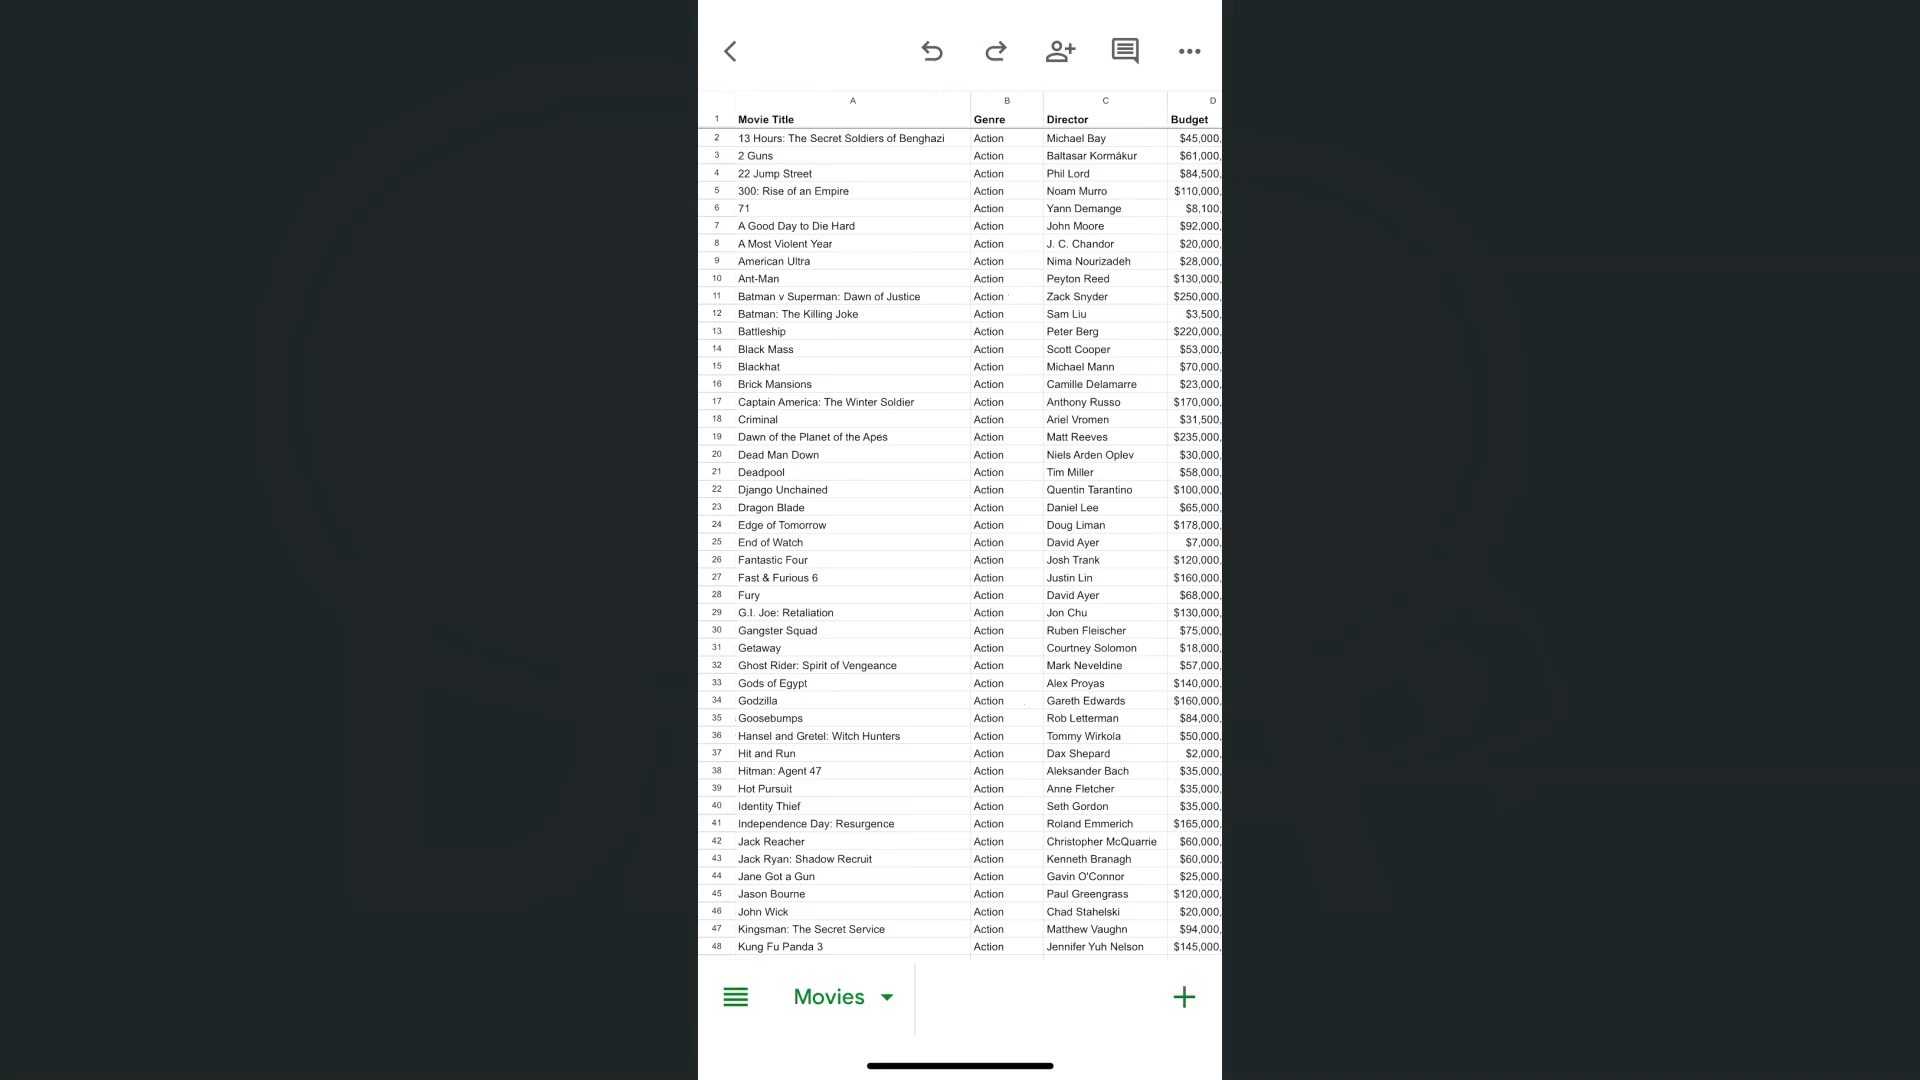 A B C D
1 Movie Title Genre Director Budget
2 13 Hours: The Secret Soldiers of Benghazi Action Michael Bay $45,000,
3 2 Guns Action Baltasar Kormákur $61,000,
4 22 Jump Street Action Phil Lord $84,500,
5 300: Rise of an Empire Action Noam Murro $110,000,
6 71 Action Yann Demange $8,100,
7 A Good Day to Die Hard Action John Moore $92,000,
8 A Most Violent Year Action J. C. Chandor $20,000,
9 American Ultra Action Nima Nourizadeh $28,000,
10 Ant-Man Action Peyton Reed $130,000,
11 Batman v Superman: Dawn of Justice Action Zack Snyder $250,000,
12 Batman: The Killing Joke Action Sam Liu $3,500,
13 Battleship Action Peter Berg $220,000,
14 Black Mass Action Scott Cooper $53,000,
15 Blackhat Action Michael Mann $70,000,
16 Brick Mansions Action Camille Delamarre $23,000,
17 Captain America: The Winter Soldier Action Anthony Russo $170,000,
18 Criminal Action Ariel Vromen $31,500,
19 Dawn of the Planet of the Apes Action Matt Reeves $235,000,
20 Dead Man Down Action Niels Arden Oplev $30,000,
21 Deadpool Action Tim Miller $58,000,
22 Django Unchained Action Quentin Tarantino $100,000,
23 Dragon Blade Action Daniel Lee $65,000,
24 Edge of Tomorrow Action Doug Liman $178,000,
25 End of Watch Action David Ayer $7,000,
26 Fantastic Four Action Josh Trank $120,000,
27 Fast & Furious 6 Action Justin Lin $160,000,
28 Fury Action David Ayer $68,000,
29 G.I. Joe: Retaliation Action Jon Chu $130,000,
30 Gangster Squad Action Ruben Fleischer $75,000,
31 Getaway Action Courtney Solomon $18,000,
32 Ghost Rider: Spirit of Vengeance Action Mark Neveldine $57,000,
33 Gods of Egypt Action Alex Proyas $140,000,
34 Godzilla Action Gareth Edwards $160,000,
35 Goosebumps Action Rob Letterman $84,000,
36 Hansel and Gretel: Witch Hunters Action Tommy Wirkola $50,000,
37 Hit and Run Action Dax Shepard $2,000,
38 Hitman: Agent 47 Action Aleksander Bach $35,000,
39 Hot Pursuit Action Anne Fletcher $35,000,
40 Identity Thief Action Seth Gordon $35,000,
41 Independence Day: Resurgence Action Roland Emmerich $165,000,
42 Jack Reacher Action Christopher McQuarrie $60,000,
43 Jack Ryan: Shadow Recruit Action Kenneth Branagh $60,000,
44 Jane Got a Gun Action Gavin O'Connor $25,000,
45 Jason Bourne Action Paul Greengrass $120,000,
46 John Wick Action Chad Stahelski $20,000,
47 Kingsman: The Secret Service Action Matthew Vaughn $94,000,
48 Kung Fu Panda 3 Action Jennifer Yuh Nelson $145,000,
Movies